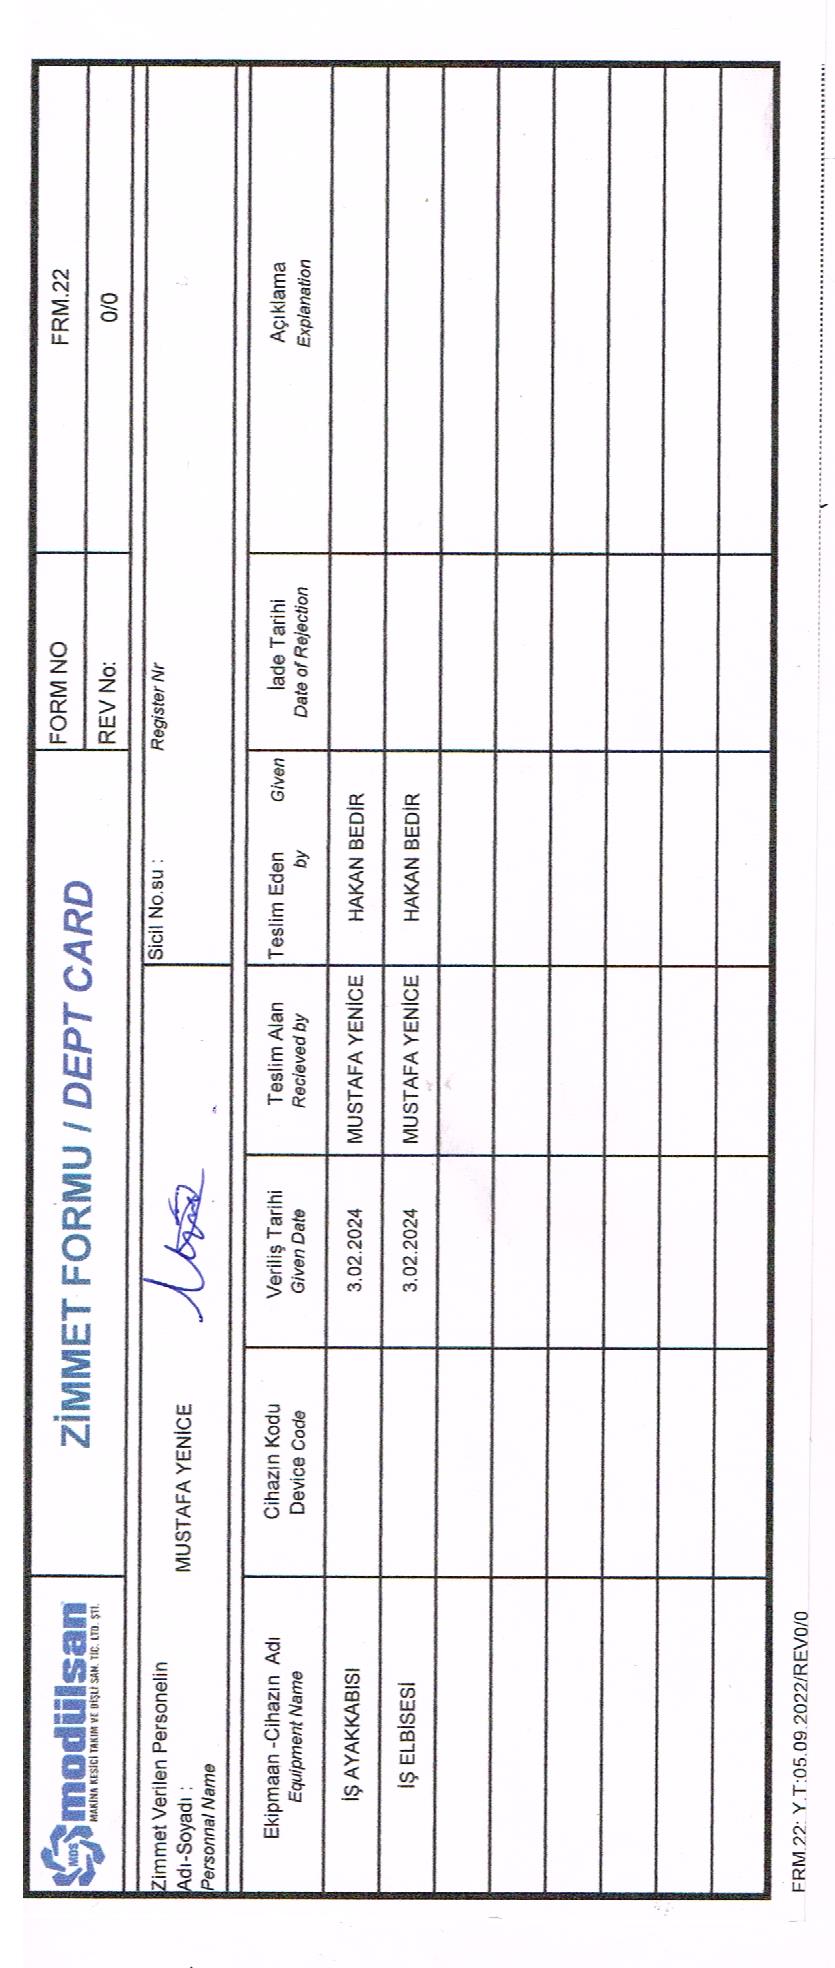 MDS modülsan
MAKİNA KESİCİ TAKIM VE DİŞLİ SAN. TİC. LTD. ŞTİ.
ZİMMET FORMU / DEPT CARD
FORM NO
FRM.22
REV No:
0/0
Zimmet Verilen Personelin
Adı-Soyadı :
MUSTAFA YENİCE
Personnal Name
Sicil No.su :
Register Nr
Ekipmaan -Cihazın Adı
Equipment Name
Cihazın Kodu
Device Code
Veriliş Tarihi
Given Date
Teslim Alan
Recieved by
Teslim Eden Given
by
İade Tarihi
Date of Rejection
Açıklama
Explanation
İŞ AYAKKABISI 3.02.2024 MUSTAFA YENİCE HAKAN BEDİR
İŞ ELBİSESİ 3.02.2024 MUSTAFA YENİCE HAKAN BEDİR
FRM.22: Y.T:05.09.2022/REV0/0